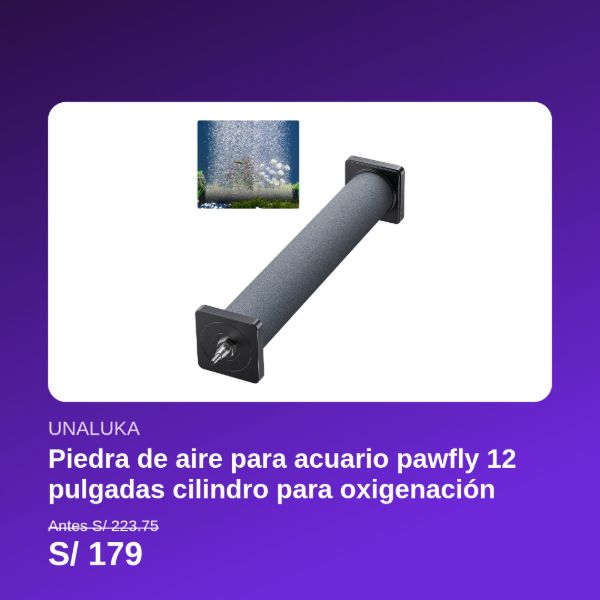 UNALUKA
Piedra de aire para acuario pawfly 12
pulgadas cilindro para oxigenación
Antes S/ 223.75
S/ 179